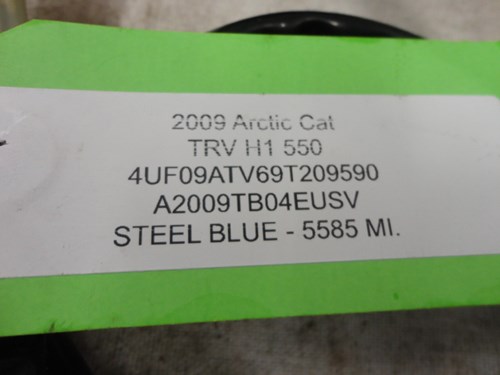 2009 Arctic Cat
TRV H1 550
4UF09ATV69T209590
A2009TB04EUSV
STEEL BLUE - 5585 MI.